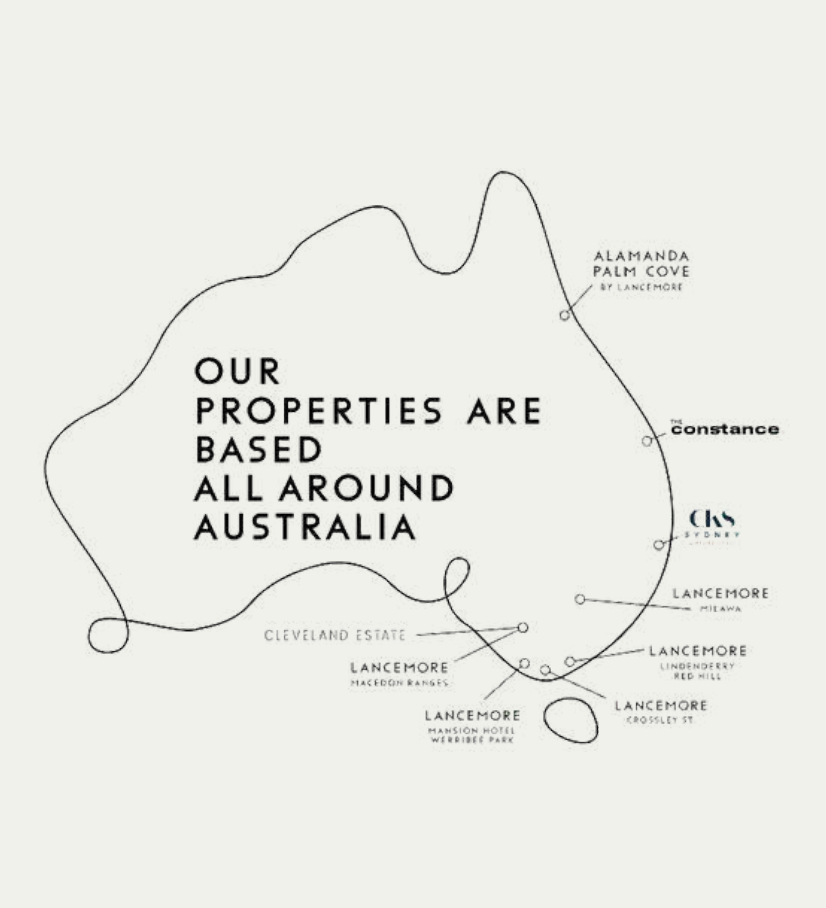 OUR
PROPERTIES ARE
BASED
ALL AROUND
AUSTRALIA
ALAMANDA
PALM COVE
BY LANCEMORE
THE
constance
CKS
SYDNEY
LANCEMORE
MILAWA
CLEVELAND ESTATE
LANCEMORE
MACEDON RANGES
LANCEMORE
LINDENDERRY
RED HILL
LANCEMORE
MANSION HOTEL
WERRIBEE PARK
LANCEMORE
CROSSLEY ST.